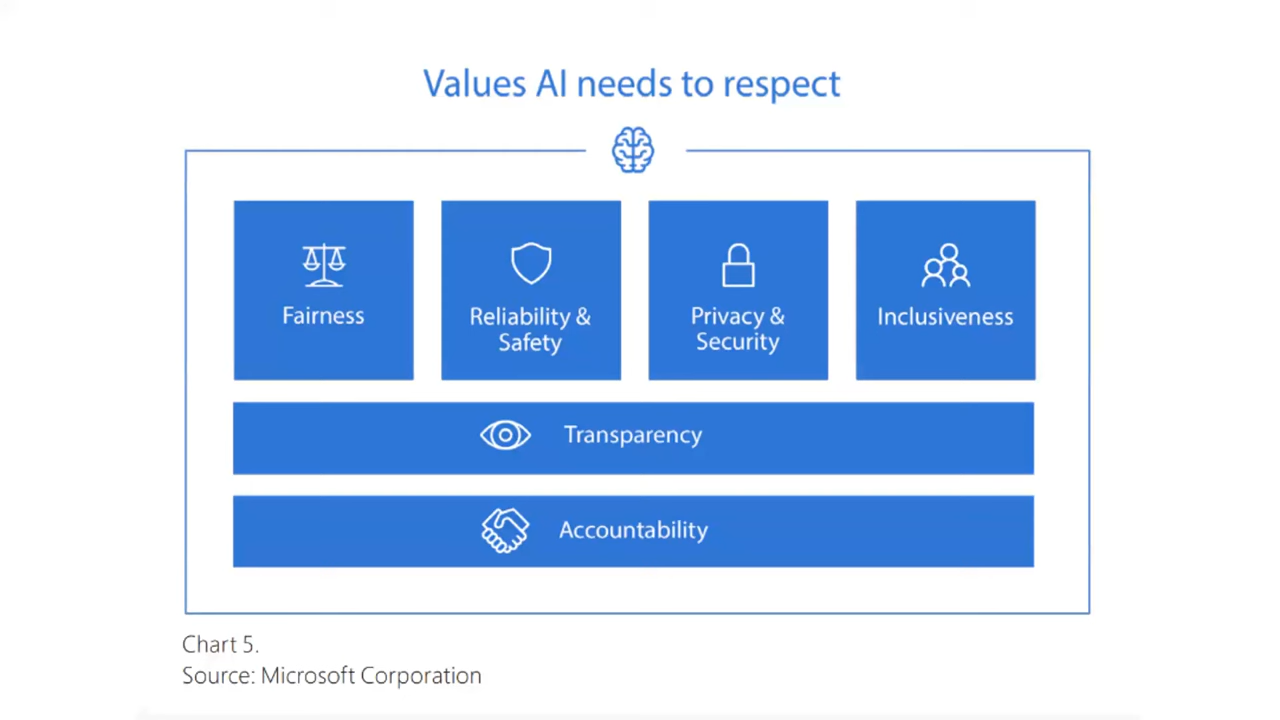 Values AI needs to respect
Fairness
Reliability &
Safety
Privacy &
Security
Inclusiveness
Transparency
Accountability
Chart 5.
Source: Microsoft Corporation